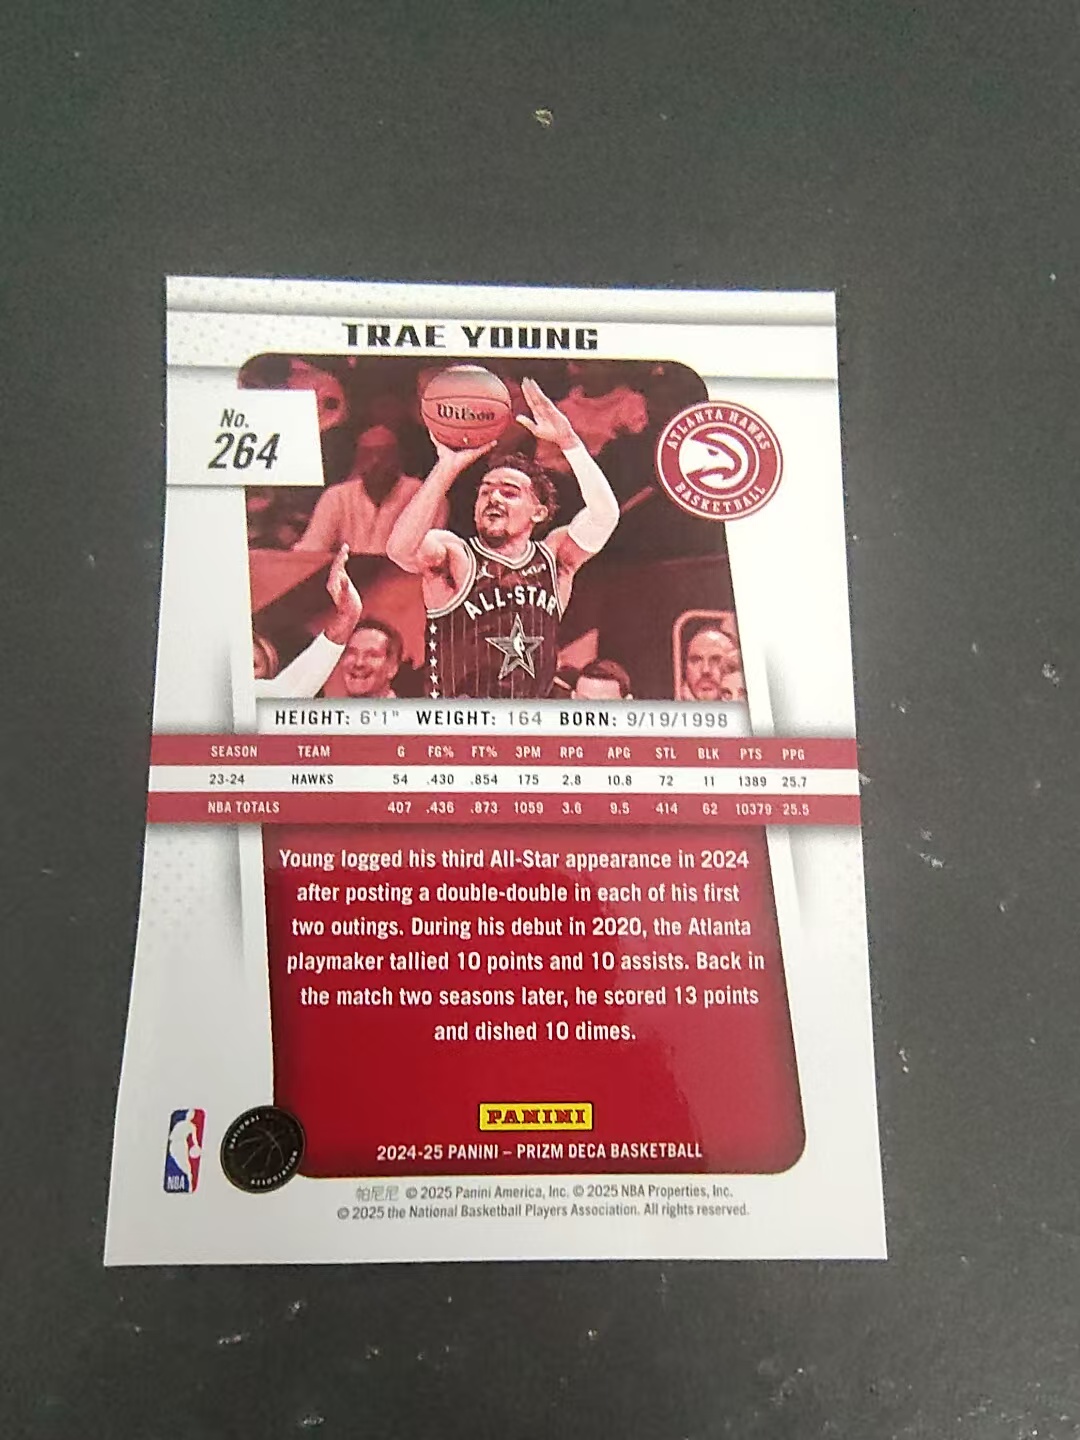 TRAE YOUNG
No.
264
Wilson
ATLANTA HAWKS
BASKETBALL
ALL-STAR
HEIGHT: 6'1" WEIGHT: 164 BORN: 9/19/1998
SEASON TEAM G FG% FT% 3PM RPG APG STL BLK PTS PPG
23-24 HAWKS 54 .430 .854 175 2.8 10.8 72 11 1389 25.7
NBA TOTALS 407 .436 .873 1059 3.6 9.5 414 62 10379 25.5
Young logged his third All-Star appearance in 2024
after posting a double-double in each of his first
two outings. During his debut in 2020, the Atlanta
playmaker tallied 10 points and 10 assists. Back in
the match two seasons later, he scored 13 points
and dished 10 dimes.
PANINI
2024-25 PANINI – PRIZM DECA BASKETBALL
NBA
NATIONAL
ASSOCIATION
帕尼尼 © 2025 Panini America, Inc. © 2025 NBA Properties, Inc.
© 2025 the National Basketball Players Association. All rights reserved.